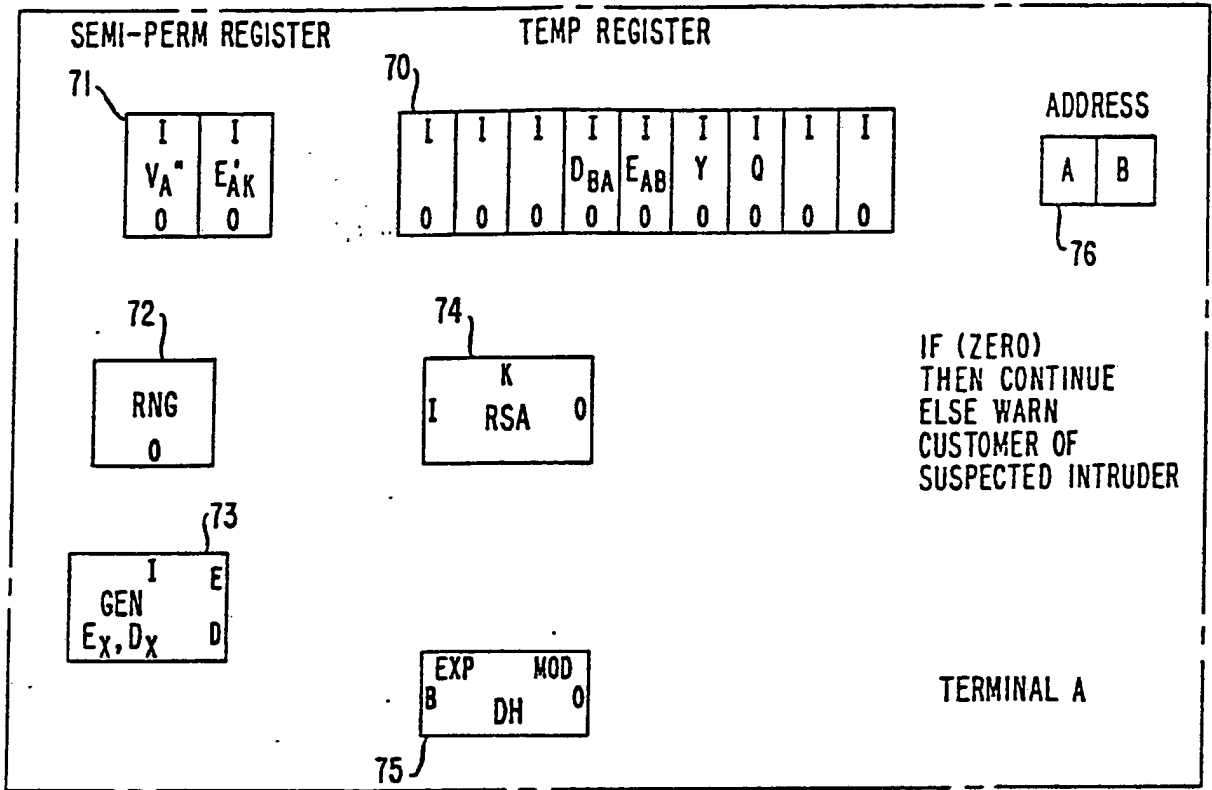 SEMI-PERM REGISTER
TEMP REGISTER
71
70
ADDRESS
I I
V_A" E'_AK
0 0
I I I I I I I I I
D_BA E_AB Y Q
0 0 0 0 0 0 0 0 0
A B
76
72
RNG
0
74
K
I RSA 0
IF (ZERO)
THEN CONTINUE
ELSE WARN
CUSTOMER OF
SUSPECTED INTRUDER
73
I E
GEN
E_X, D_X D
EXP MOD
B DH 0
75
TERMINAL A